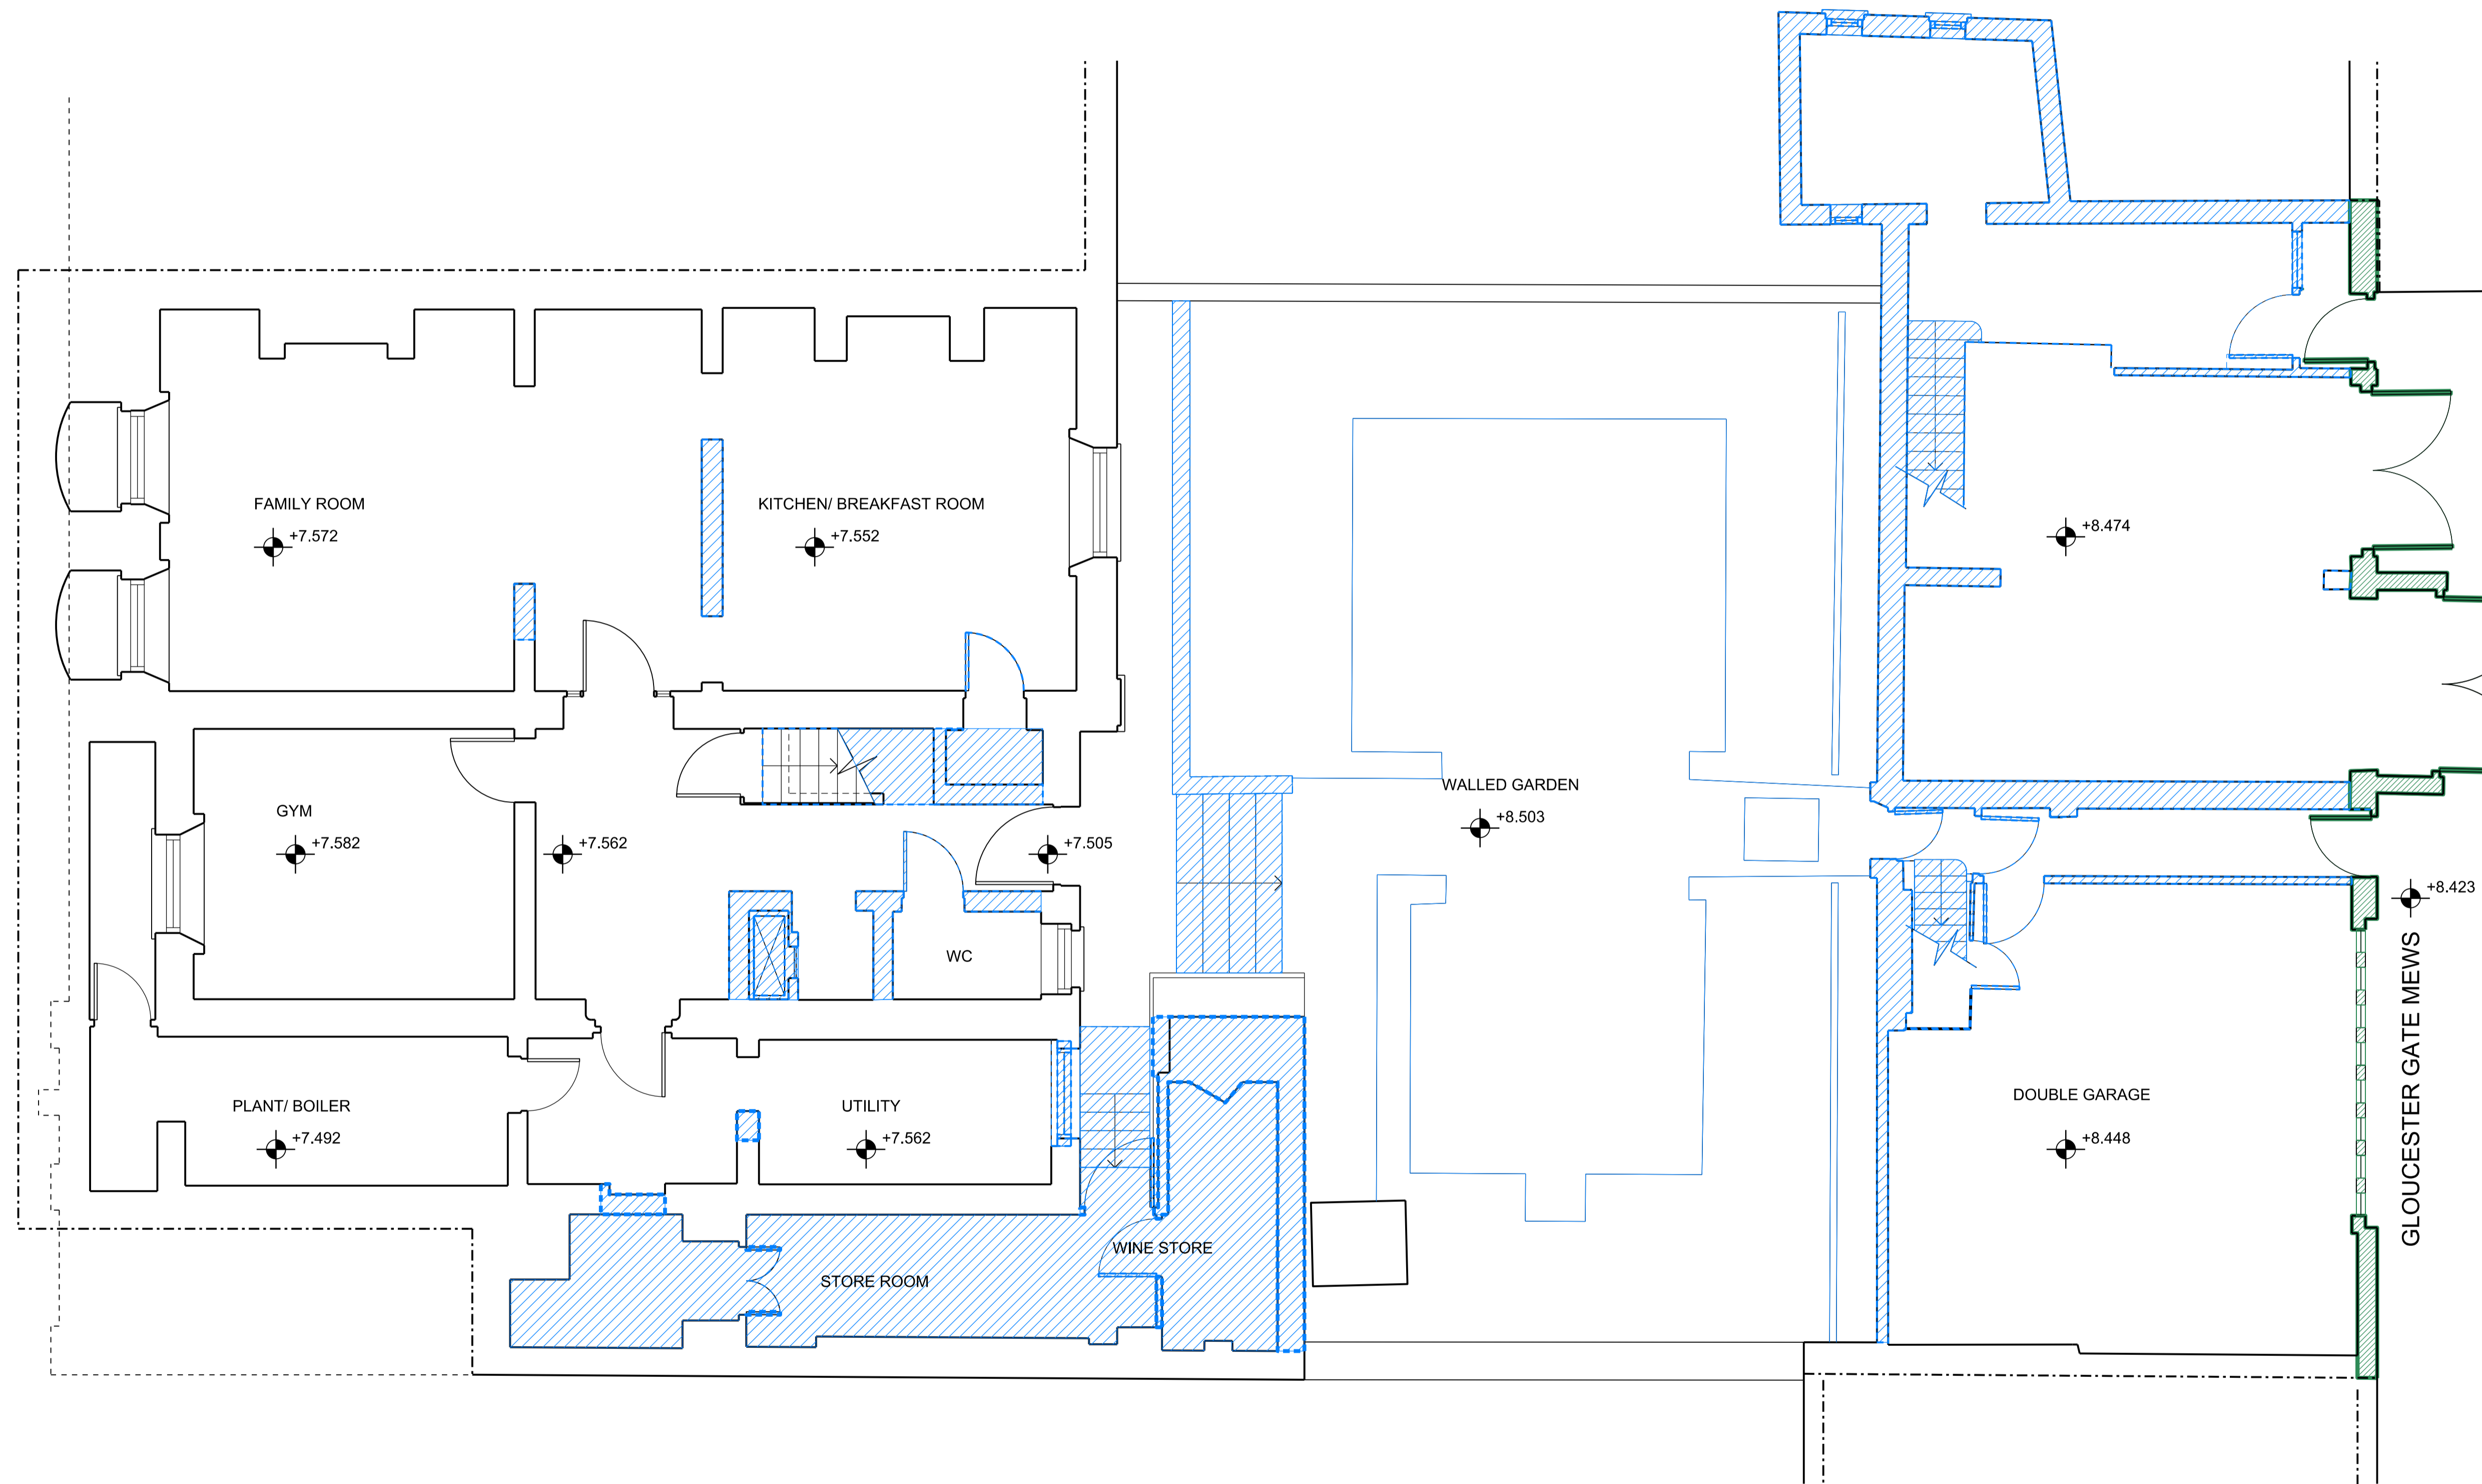 FAMILY ROOM
+7.572
KITCHEN/ BREAKFAST ROOM
+7.552
+8.474
WALLED GARDEN
+8.503
GYM
+7.582
+7.562
+7.505
WC
+8.423
GLOUCESTER GATE MEWS
PLANT/ BOILER
+7.492
UTILITY
+7.562
DOUBLE GARAGE
+8.448
WINE STORE
STORE ROOM